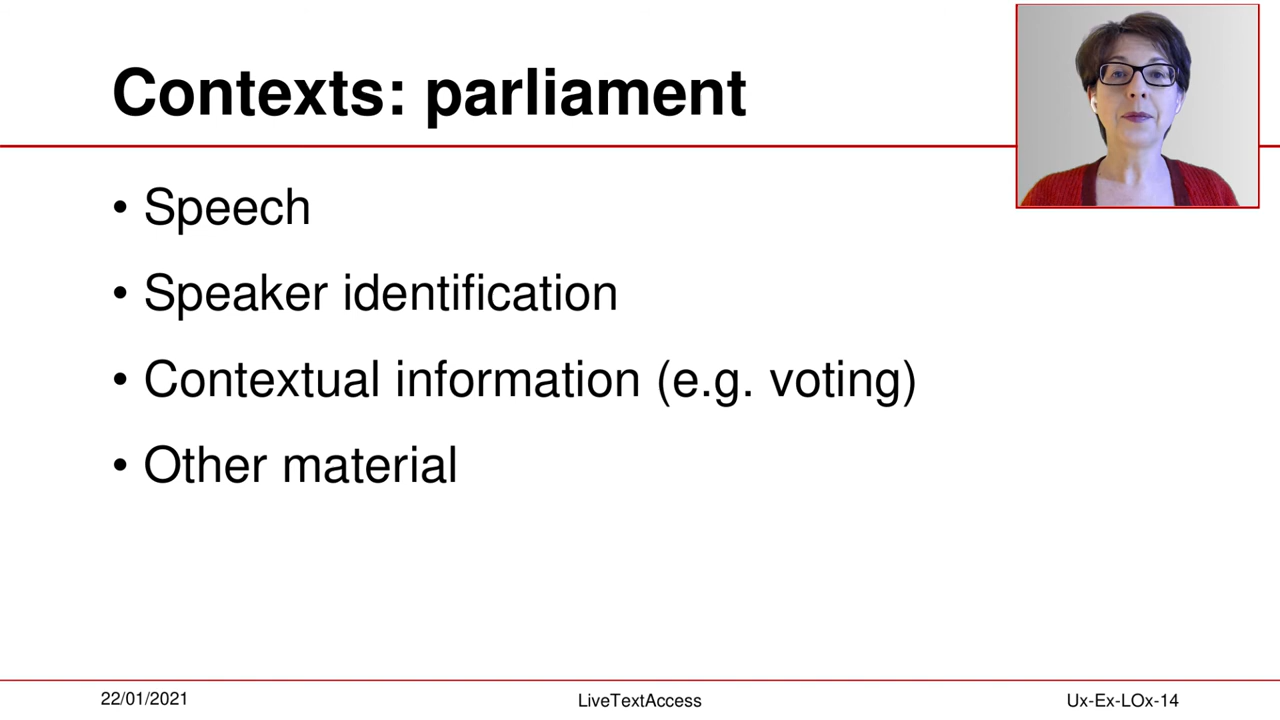 Contexts: parliament
• Speech
• Speaker identification
• Contextual information (e.g. voting)
• Other material
22/01/2021
LiveTextAccess
Ux-Ex-LOx-14